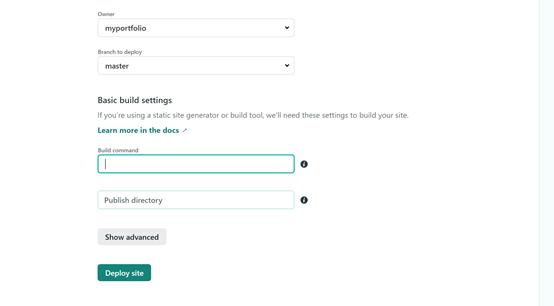 Owner
myportfolio
Branch to deploy
master
Basic build settings
If you're using a static site generator or build tool, we'll need these settings to build your site.
Learn more in the docs ↗
Build command
Publish directory
Show advanced
Deploy site